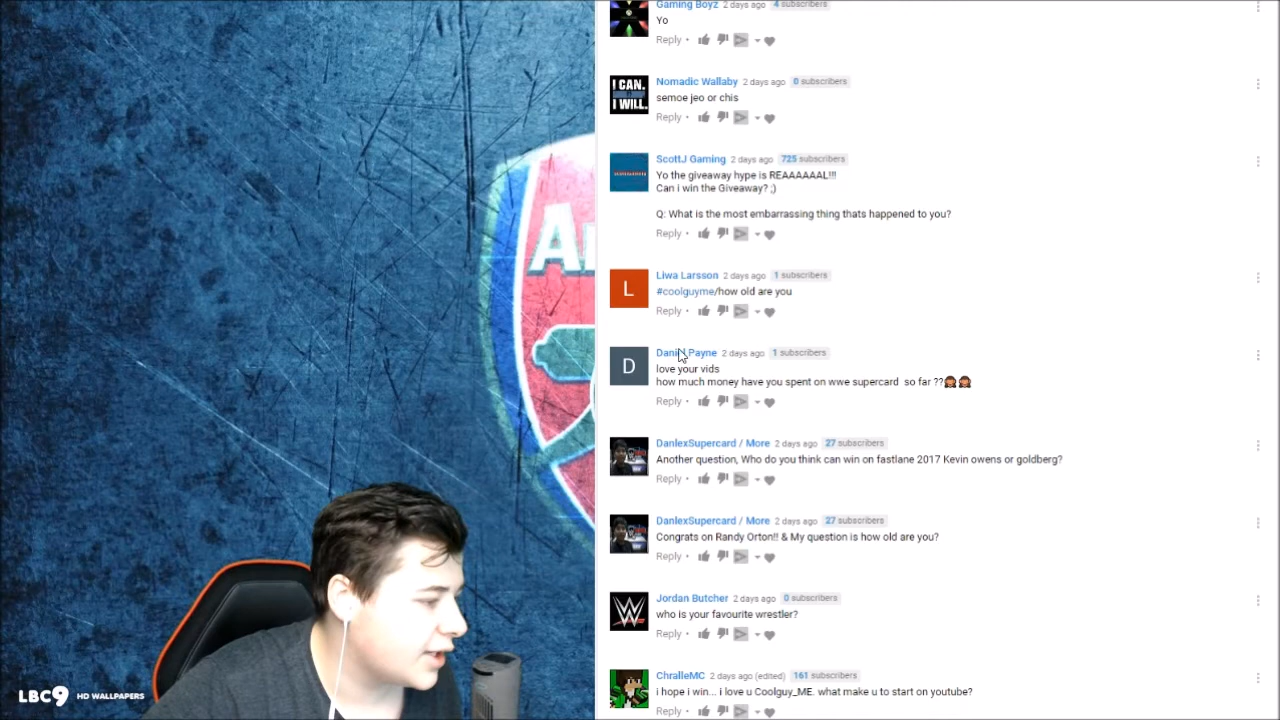 Gaming Boyz 2 days ago 4 subscribers
Yo
Reply •
I CAN.
I WILL.
Nomadic Wallaby 2 days ago 0 subscribers
semoe jeo or chis
Reply •
ScottJ Gaming 2 days ago 725 subscribers
Yo the giveaway hype is REAAAAAAL!!!
Can i win the Giveaway? ;)
Q: What is the most embarrassing thing thats happened to you?
Reply •
L
Liwa Larsson 2 days ago 1 subscribers
#coolguyme/how old are you
Reply •
D
Payne 2 days ago 1 subscribers
love your vids
how much money have you spent on wwe supercard so far ??
Reply •
DanlexSupercard / More 2 days ago 27 subscribers
Another question, Who do you think can win on fastlane 2017 Kevin owens or goldberg?
Reply •
DanlexSupercard / More 2 days ago 27 subscribers
Congrats on Randy Orton!! & My question is how old are you?
Reply •
Jordan Butcher 2 days ago 0 subscribers
who is your favourite wrestler?
Reply •
ChralleMC 2 days ago (edited) 161 subscribers
i hope i win... i love u Coolguy_ME. what make u to start on youtube?
Reply •
LBC9 HD WALLPAPERS